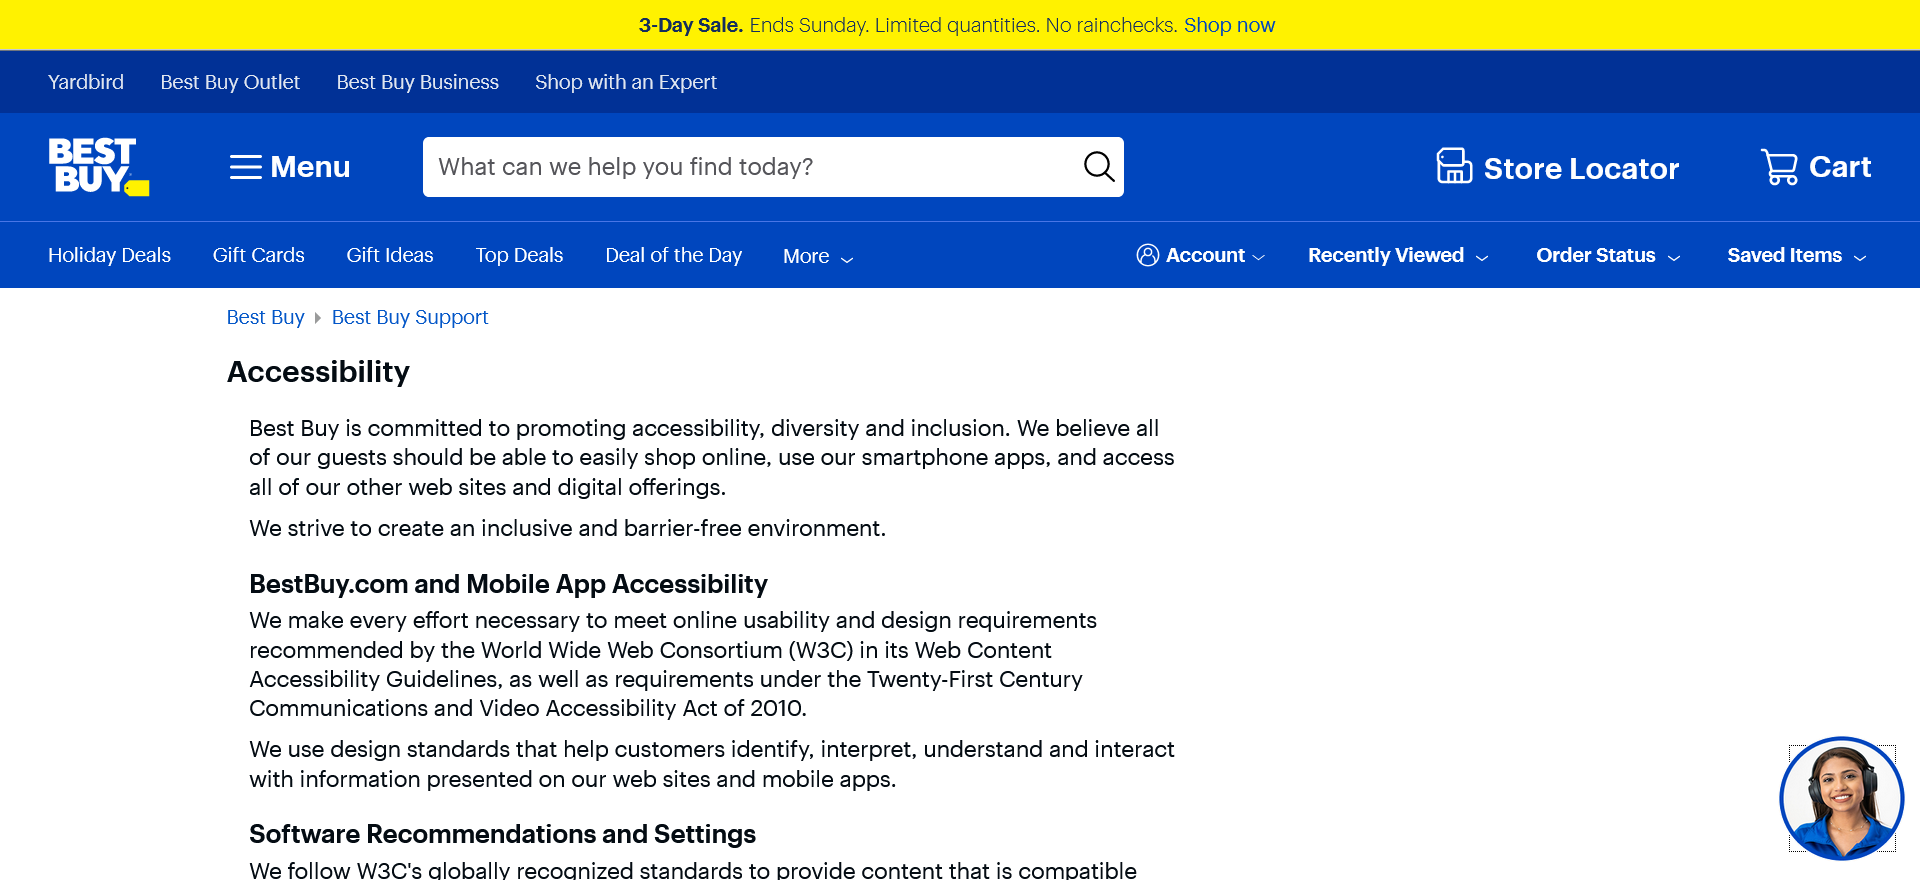 3-Day Sale. Ends Sunday. Limited quantities. No rainchecks. Shop now
Yardbird Best Buy Outlet Best Buy Business Shop with an Expert
BEST
BUY
Menu
What can we help you find today?
Store Locator
Cart
Holiday Deals Gift Cards Gift Ideas Top Deals Deal of the Day More
Account Recently Viewed Order Status Saved Items
Best Buy Best Buy Support
Accessibility
Best Buy is committed to promoting accessibility, diversity and inclusion. We believe all
of our guests should be able to easily shop online, use our smartphone apps, and access
all of our other web sites and digital offerings.
We strive to create an inclusive and barrier-free environment.
BestBuy.com and Mobile App Accessibility
We make every effort necessary to meet online usability and design requirements
recommended by the World Wide Web Consortium (W3C) in its Web Content
Accessibility Guidelines, as well as requirements under the Twenty-First Century
Communications and Video Accessibility Act of 2010.
We use design standards that help customers identify, interpret, understand and interact
with information presented on our web sites and mobile apps.
Software Recommendations and Settings
We follow W3C's globally recognized standards to provide content that is compatible